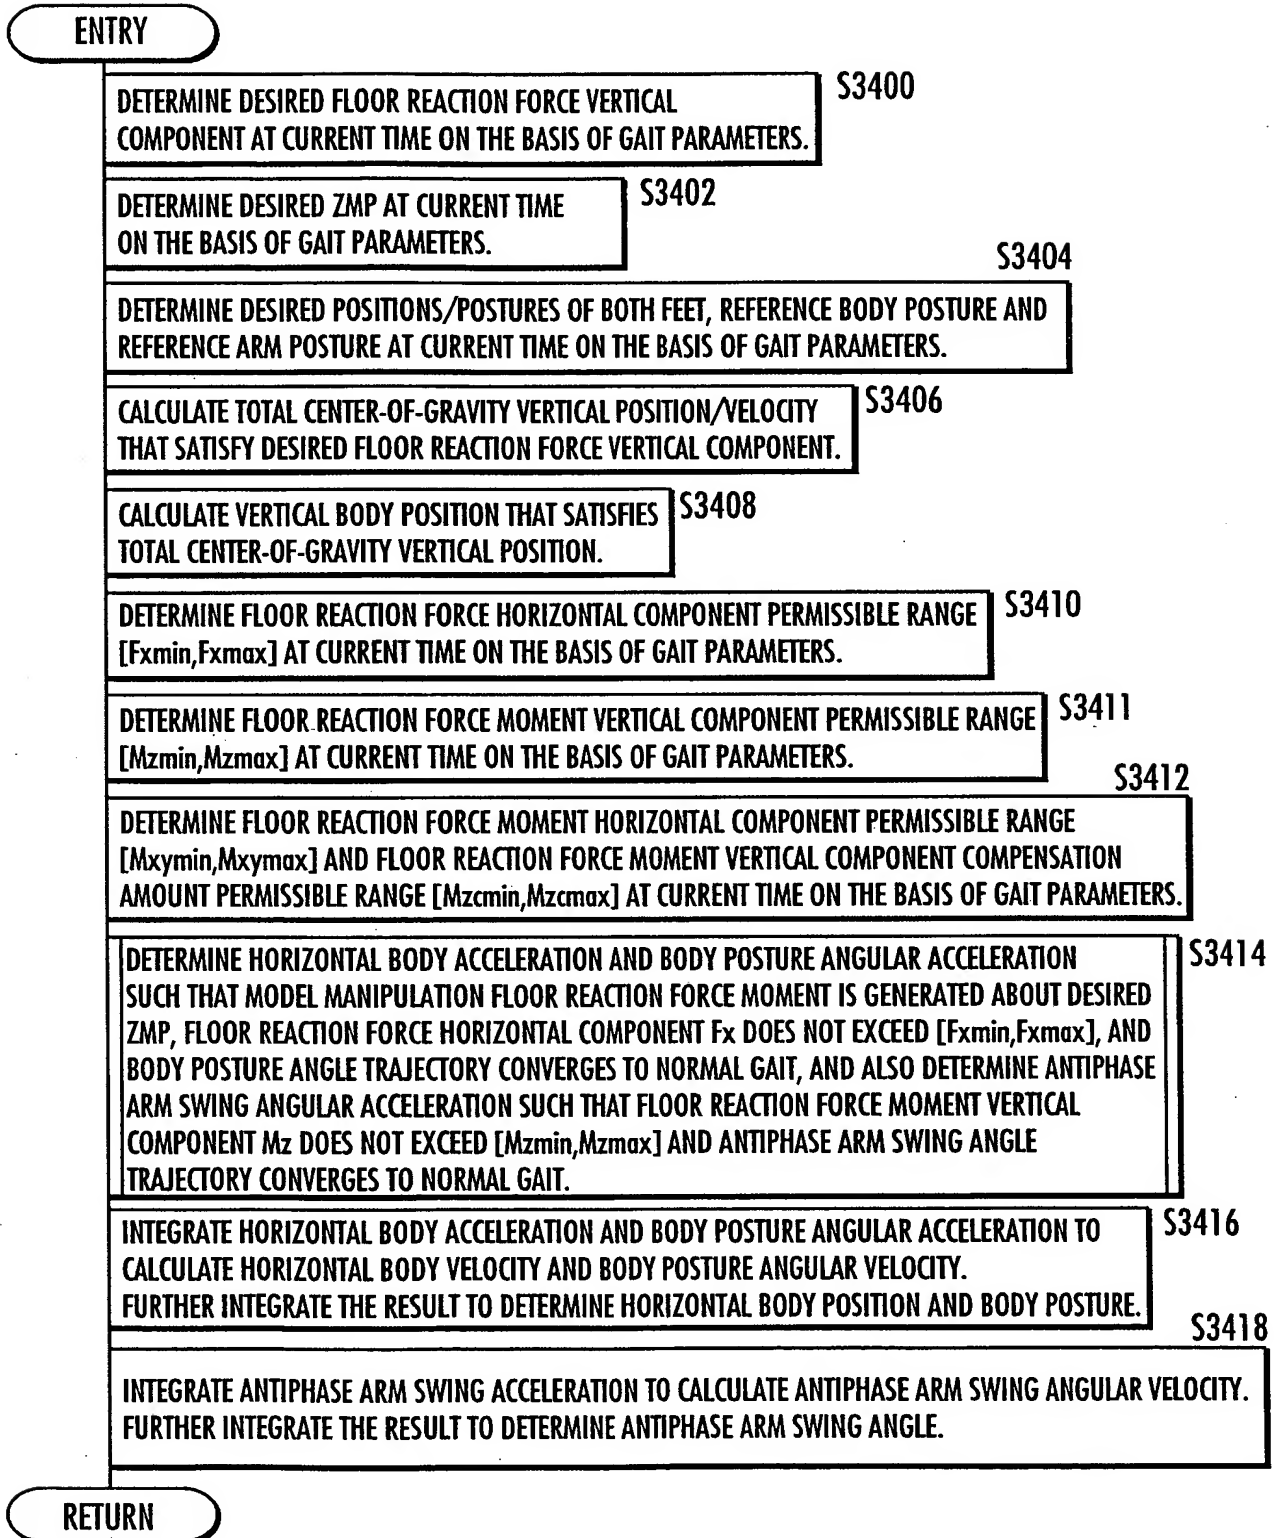 ENTRY
S3400
DETERMINE DESIRED FLOOR REACTION FORCE VERTICAL
COMPONENT AT CURRENT TIME ON THE BASIS OF GAIT PARAMETERS.
S3402
DETERMINE DESIRED ZMP AT CURRENT TIME
ON THE BASIS OF GAIT PARAMETERS.
S3404
DETERMINE DESIRED POSITIONS/POSTURES OF BOTH FEET, REFERENCE BODY POSTURE AND
REFERENCE ARM POSTURE AT CURRENT TIME ON THE BASIS OF GAIT PARAMETERS.
S3406
CALCULATE TOTAL CENTER-OF-GRAVITY VERTICAL POSITION/VELOCITY
THAT SATISFY DESIRED FLOOR REACTION FORCE VERTICAL COMPONENT.
S3408
CALCULATE VERTICAL BODY POSITION THAT SATISFIES
TOTAL CENTER-OF-GRAVITY VERTICAL POSITION.
S3410
DETERMINE FLOOR REACTION FORCE HORIZONTAL COMPONENT PERMISSIBLE RANGE
[Fxmin,Fxmax] AT CURRENT TIME ON THE BASIS OF GAIT PARAMETERS.
S3411
DETERMINE FLOOR REACTION FORCE MOMENT VERTICAL COMPONENT PERMISSIBLE RANGE
[Mzmin,Mzmax] AT CURRENT TIME ON THE BASIS OF GAIT PARAMETERS.
S3412
DETERMINE FLOOR REACTION FORCE MOMENT HORIZONTAL COMPONENT PERMISSIBLE RANGE
[Mxymin,Mxymax] AND FLOOR REACTION FORCE MOMENT VERTICAL COMPONENT COMPENSATION
AMOUNT PERMISSIBLE RANGE [Mzcmin,Mzcmax] AT CURRENT TIME ON THE BASIS OF GAIT PARAMETERS.
S3414
DETERMINE HORIZONTAL BODY ACCELERATION AND BODY POSTURE ANGULAR ACCELERATION
SUCH THAT MODEL MANIPULATION FLOOR REACTION FORCE MOMENT IS GENERATED ABOUT DESIRED
ZMP, FLOOR REACTION FORCE HORIZONTAL COMPONENT Fx DOES NOT EXCEED [Fxmin,Fxmax], AND
BODY POSTURE ANGLE TRAJECTORY CONVERGES TO NORMAL GAIT, AND ALSO DETERMINE ANTIPHASE
ARM SWING ANGULAR ACCELERATION SUCH THAT FLOOR REACTION FORCE MOMENT VERTICAL
COMPONENT Mz DOES NOT EXCEED [Mzmin,Mzmax] AND ANTIPHASE ARM SWING ANGLE
TRAJECTORY CONVERGES TO NORMAL GAIT.
S3416
INTEGRATE HORIZONTAL BODY ACCELERATION AND BODY POSTURE ANGULAR ACCELERATION TO
CALCULATE HORIZONTAL BODY VELOCITY AND BODY POSTURE ANGULAR VELOCITY.
FURTHER INTEGRATE THE RESULT TO DETERMINE HORIZONTAL BODY POSITION AND BODY POSTURE.
S3418
INTEGRATE ANTIPHASE ARM SWING ACCELERATION TO CALCULATE ANTIPHASE ARM SWING ANGULAR VELOCITY.
FURTHER INTEGRATE THE RESULT TO DETERMINE ANTIPHASE ARM SWING ANGLE.
RETURN